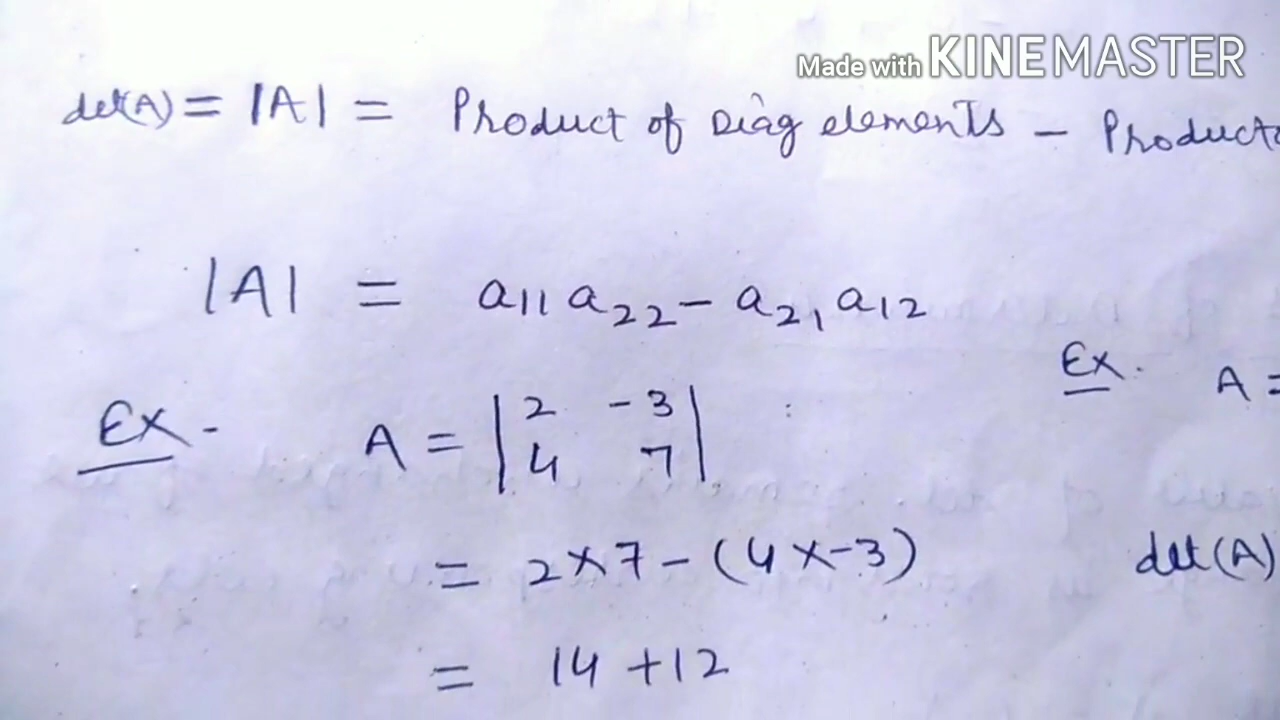 Made with KINEMASTER
det(A) = |A| = Product of Diag elements - Product
|A| = a11 a22 - a21 a12
Ex. A = |2 -3|
|4 7|
= 2×7 - (4×-3)
= 14 + 12
Ex. A =
det(A)